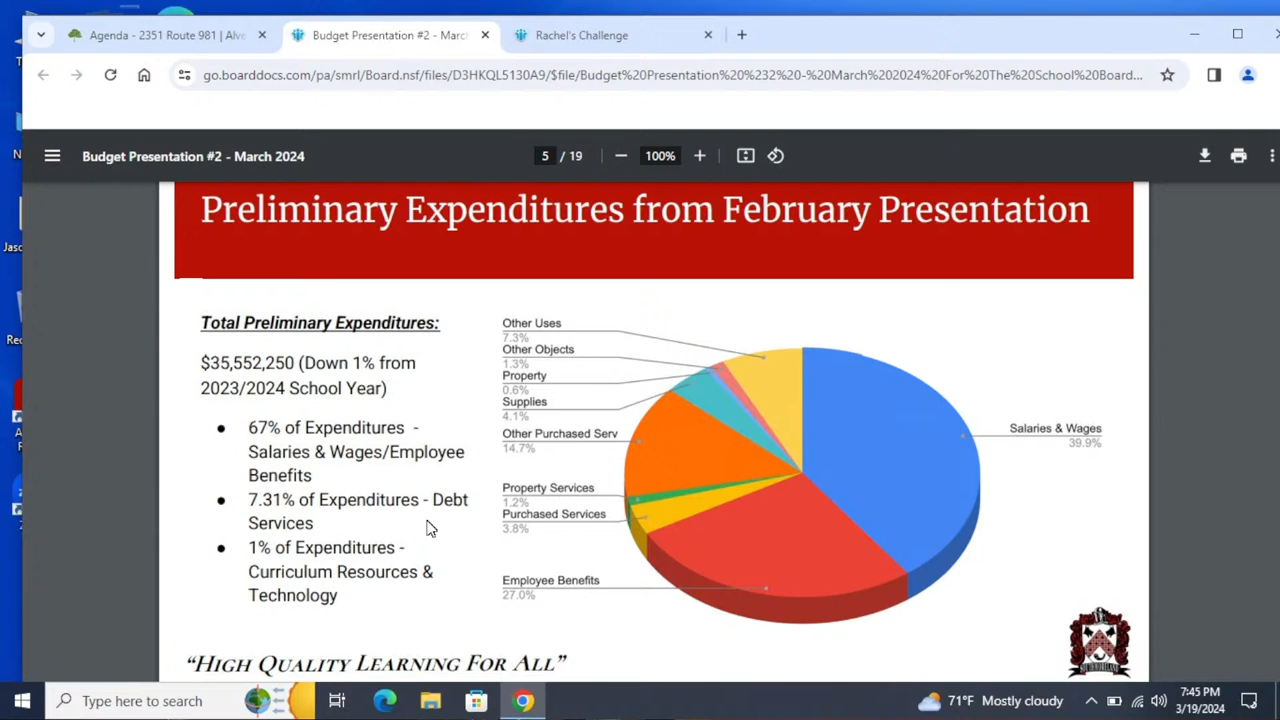 Agenda - 2351 Route 981 | Alve
Budget Presentation #2 - Marc
Rachel's Challenge
go.boarddocs.com/pa/smrl/Board.nsf/files/D3HKQL5130A9/$file/Budget%20Presentation%20%232%20-%20March%202024%20For%20The%20School%20Board...
Budget Presentation #2 - March 2024
5 / 19
100%
Preliminary Expenditures from February Presentation
Total Preliminary Expenditures:
$35,552,250 (Down 1% from
2023/2024 School Year)
● 67% of Expenditures -
Salaries & Wages/Employee
Benefits
● 7.31% of Expenditures - Debt
Services
● 1% of Expenditures -
Curriculum Resources &
Technology
Other Uses
7.3%
Other Objects
1.3%
Property
0.6%
Supplies
4.1%
Other Purchased Serv
14.7%
Property Services
1.2%
Purchased Services
3.8%
Employee Benefits
27.0%
Salaries & Wages
39.9%
"High Quality Learning For All"
Jasc
Rec
Type here to search
71°F Mostly cloudy
7:45 PM
3/19/2024